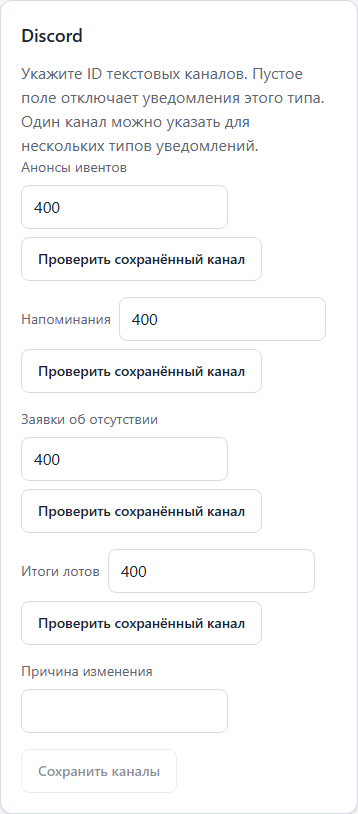 Discord
Укажите ID текстовых каналов. Пустое
поле отключает уведомления этого типа.
Один канал можно указать для
нескольких типов уведомлений.
Анонсы ивентов
400
Проверить сохранённый канал
Напоминания 400
Проверить сохранённый канал
Заявки об отсутствии
400
Проверить сохранённый канал
Итоги лотов 400
Проверить сохранённый канал
Причина изменения
Сохранить каналы